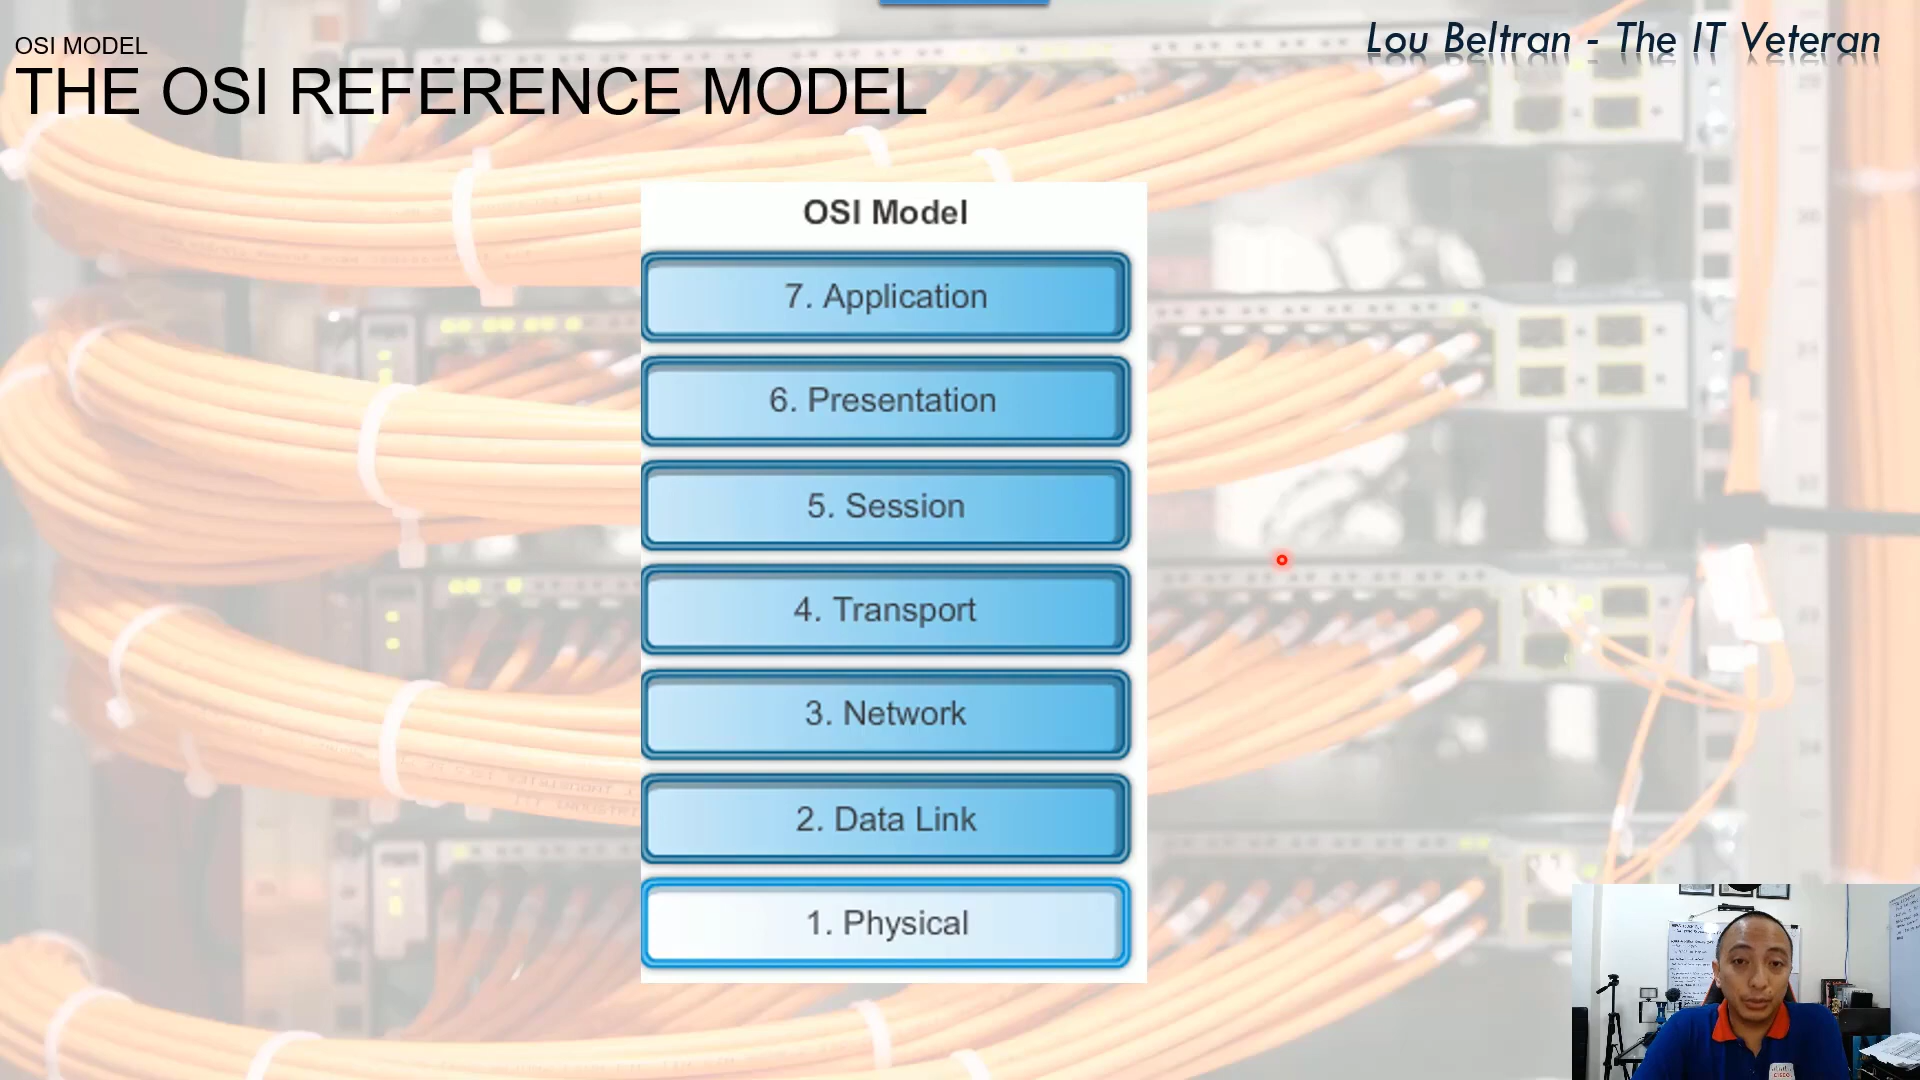 OSI MODEL
THE OSI REFERENCE MODEL
Lou Beltran - The IT Veteran
OSI Model
7. Application
6. Presentation
5. Session
4. Transport
3. Network
2. Data Link
1. Physical